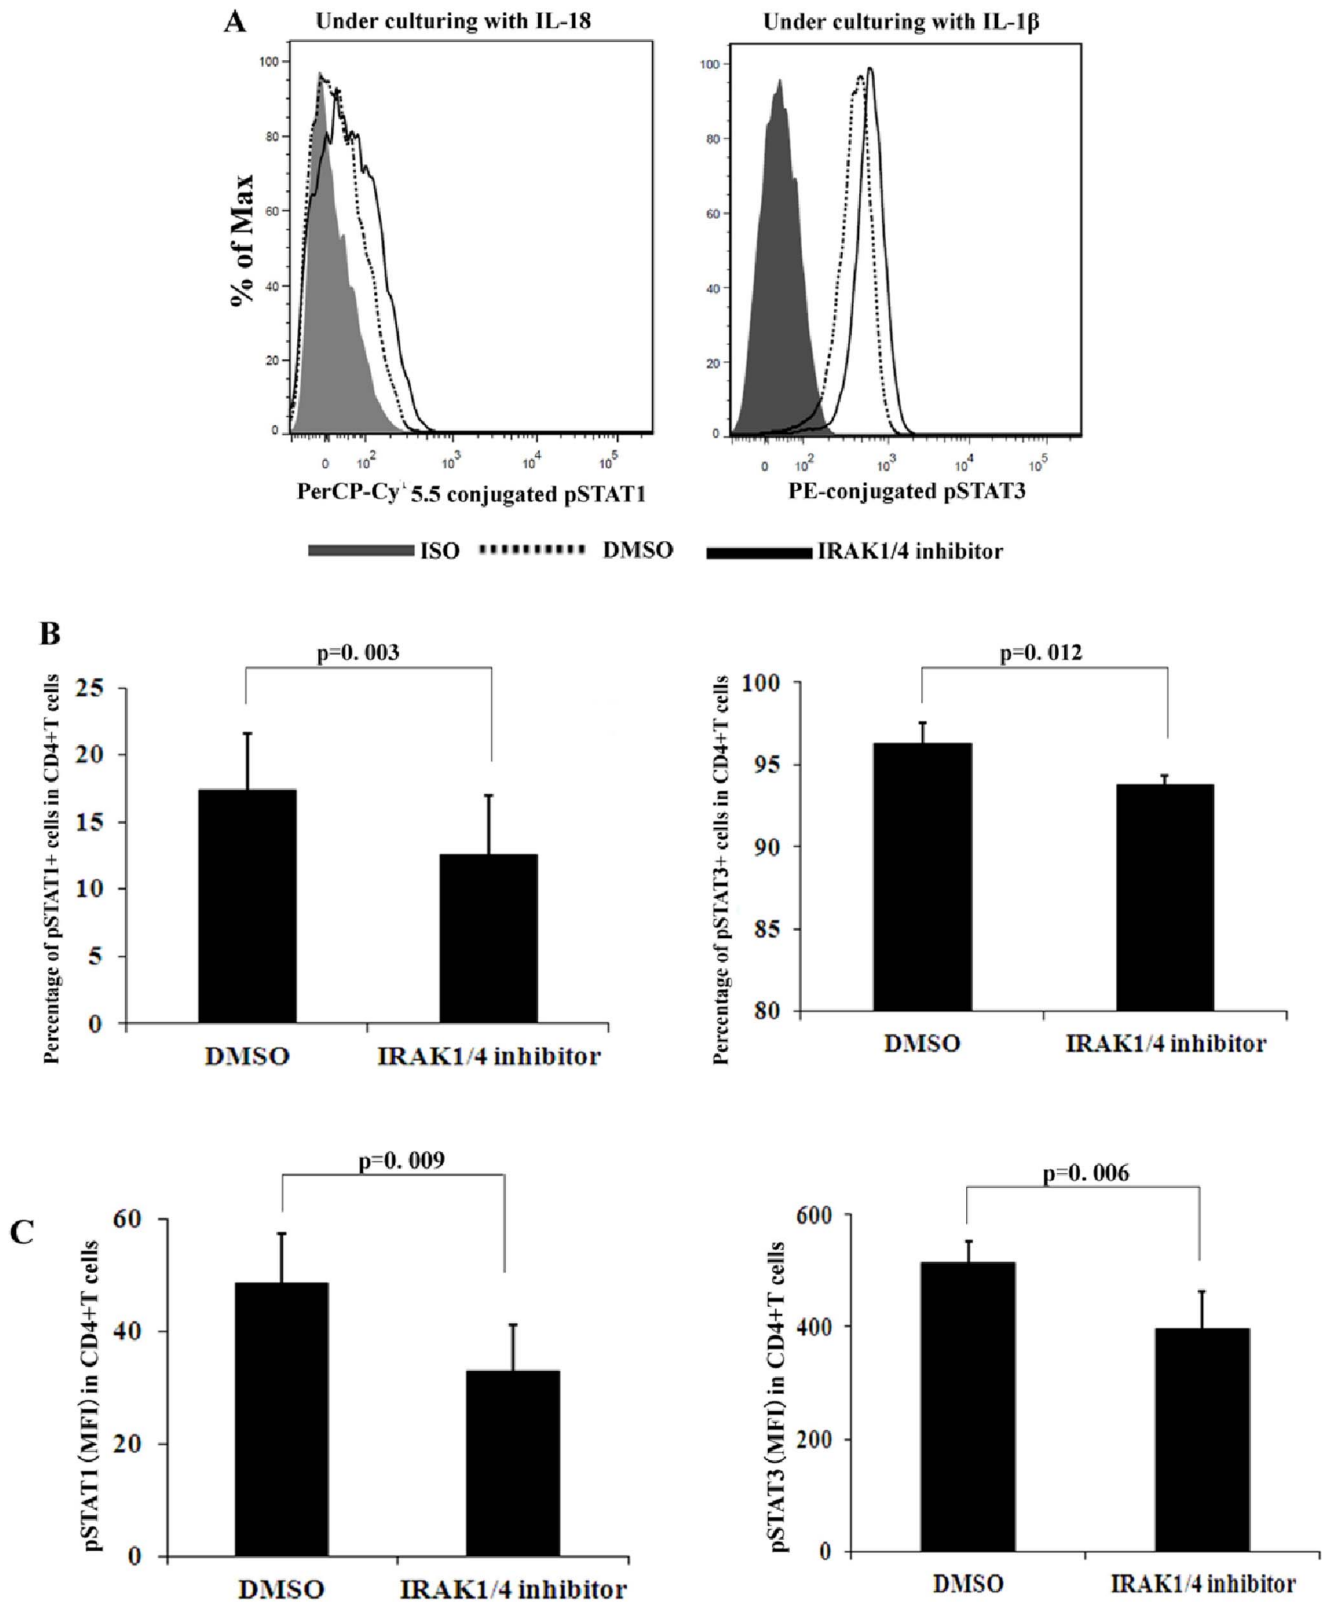 A
Under culturing with IL-18
Under culturing with IL-1β
% of Max
100
80
60
40
20
0
0 10² 10³ 10⁴ 10⁵
PerCP-Cy 5.5 conjugated pSTAT1
100
80
60
40
20
0
0 10² 10³ 10⁴ 10⁵
PE-conjugated pSTAT3
ISO DMSO IRAK1/4 inhibitor
B
p=0. 003
Percentage of pSTAT1+ cells in CD4+T cells
25
20
15
10
5
0
DMSO IRAK1/4 inhibitor
p=0. 012
Percentage of pSTAT3+ cells in CD4+T cells
100
95
90
85
80
DMSO IRAK1/4 inhibitor
C
p=0. 009
pSTAT1 (MFI) in CD4+T cells
60
40
20
0
DMSO IRAK1/4 inhibitor
p=0. 006
pSTAT3 (MFI) in CD4+T cells
600
400
200
0
DMSO IRAK1/4 inhibitor